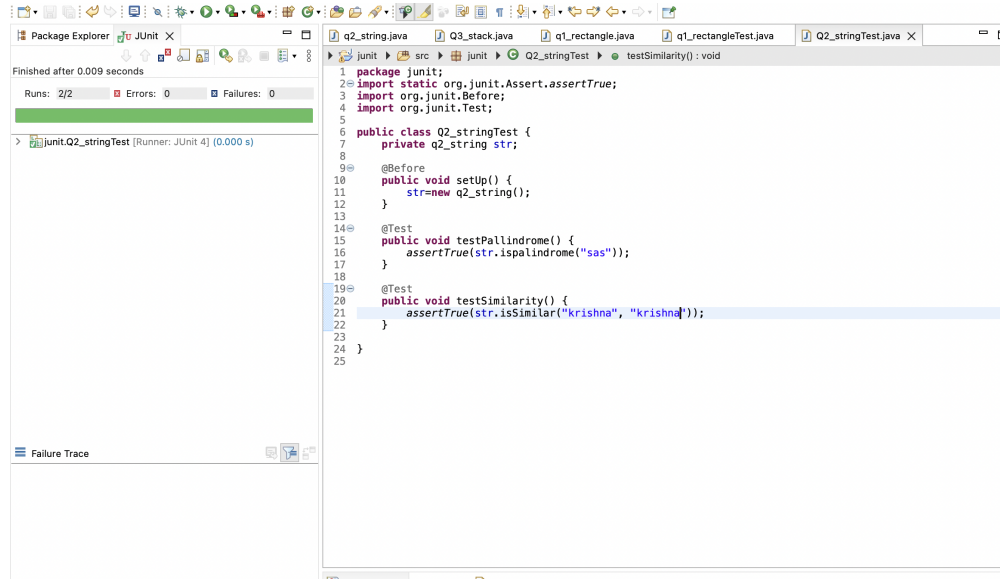 Package Explorer JUnit
Finished after 0.009 seconds
Runs: 2/2 Errors: 0 Failures: 0
junit.Q2_stringTest [Runner: JUnit 4] (0.000 s)
Failure Trace
q2_string.java Q3_stack.java q1_rectangle.java q1_rectangleTest.java Q2_stringTest.java
junit src junit Q2_stringTest testSimilarity() : void
1 package junit;
2 import static org.junit.Assert.assertTrue;
3 import org.junit.Before;
4 import org.junit.Test;
5
6 public class Q2_stringTest {
7 private q2_string str;
8
9 @Before
10 public void setUp() {
11 str=new q2_string();
12 }
13
14 @Test
15 public void testPallindrome() {
16 assertTrue(str.ispalindrome("sas"));
17 }
18
19 @Test
20 public void testSimilarity() {
21 assertTrue(str.isSimilar("krishna", "krishna"));
22 }
23
24 }
25